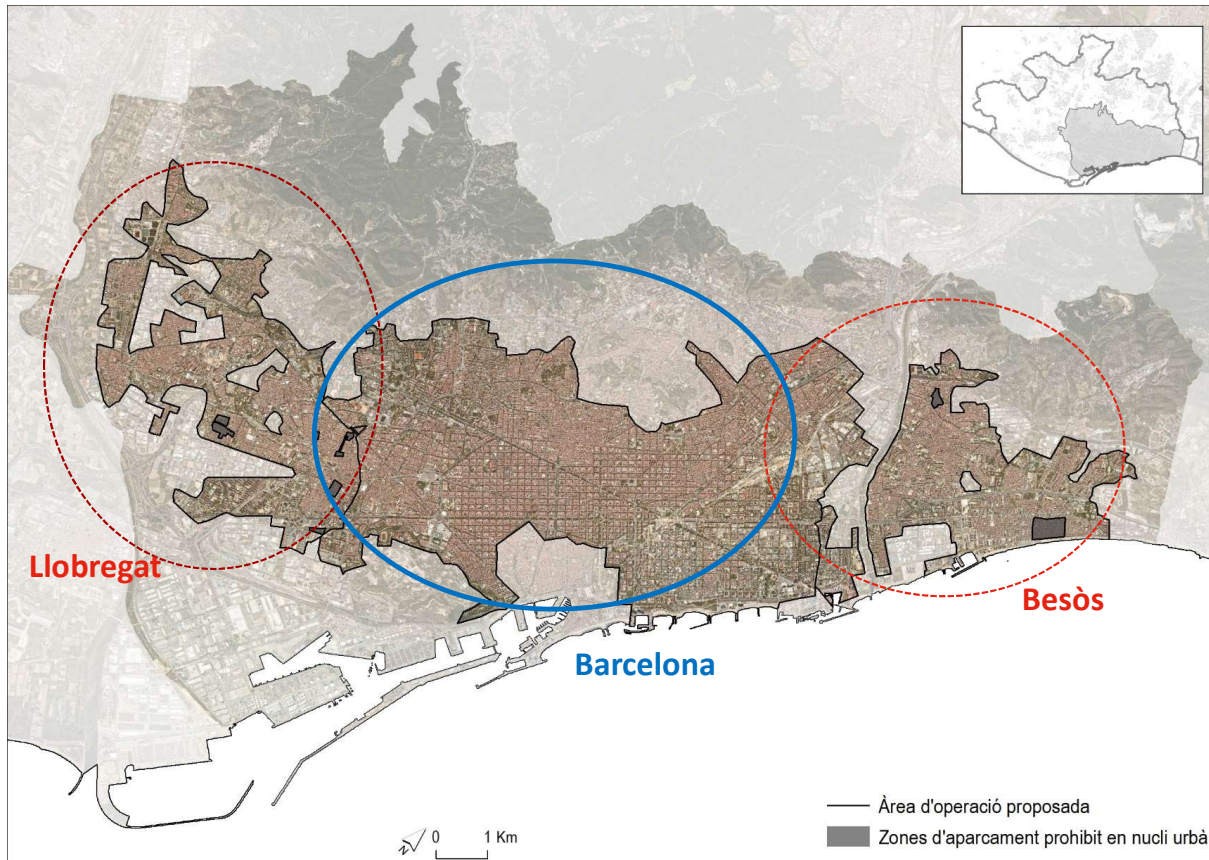 Llobregat
Besòs
Barcelona
Àrea d'operació proposada
Zones d'aparcament prohibit en nucli urbà
N 0 1 Km